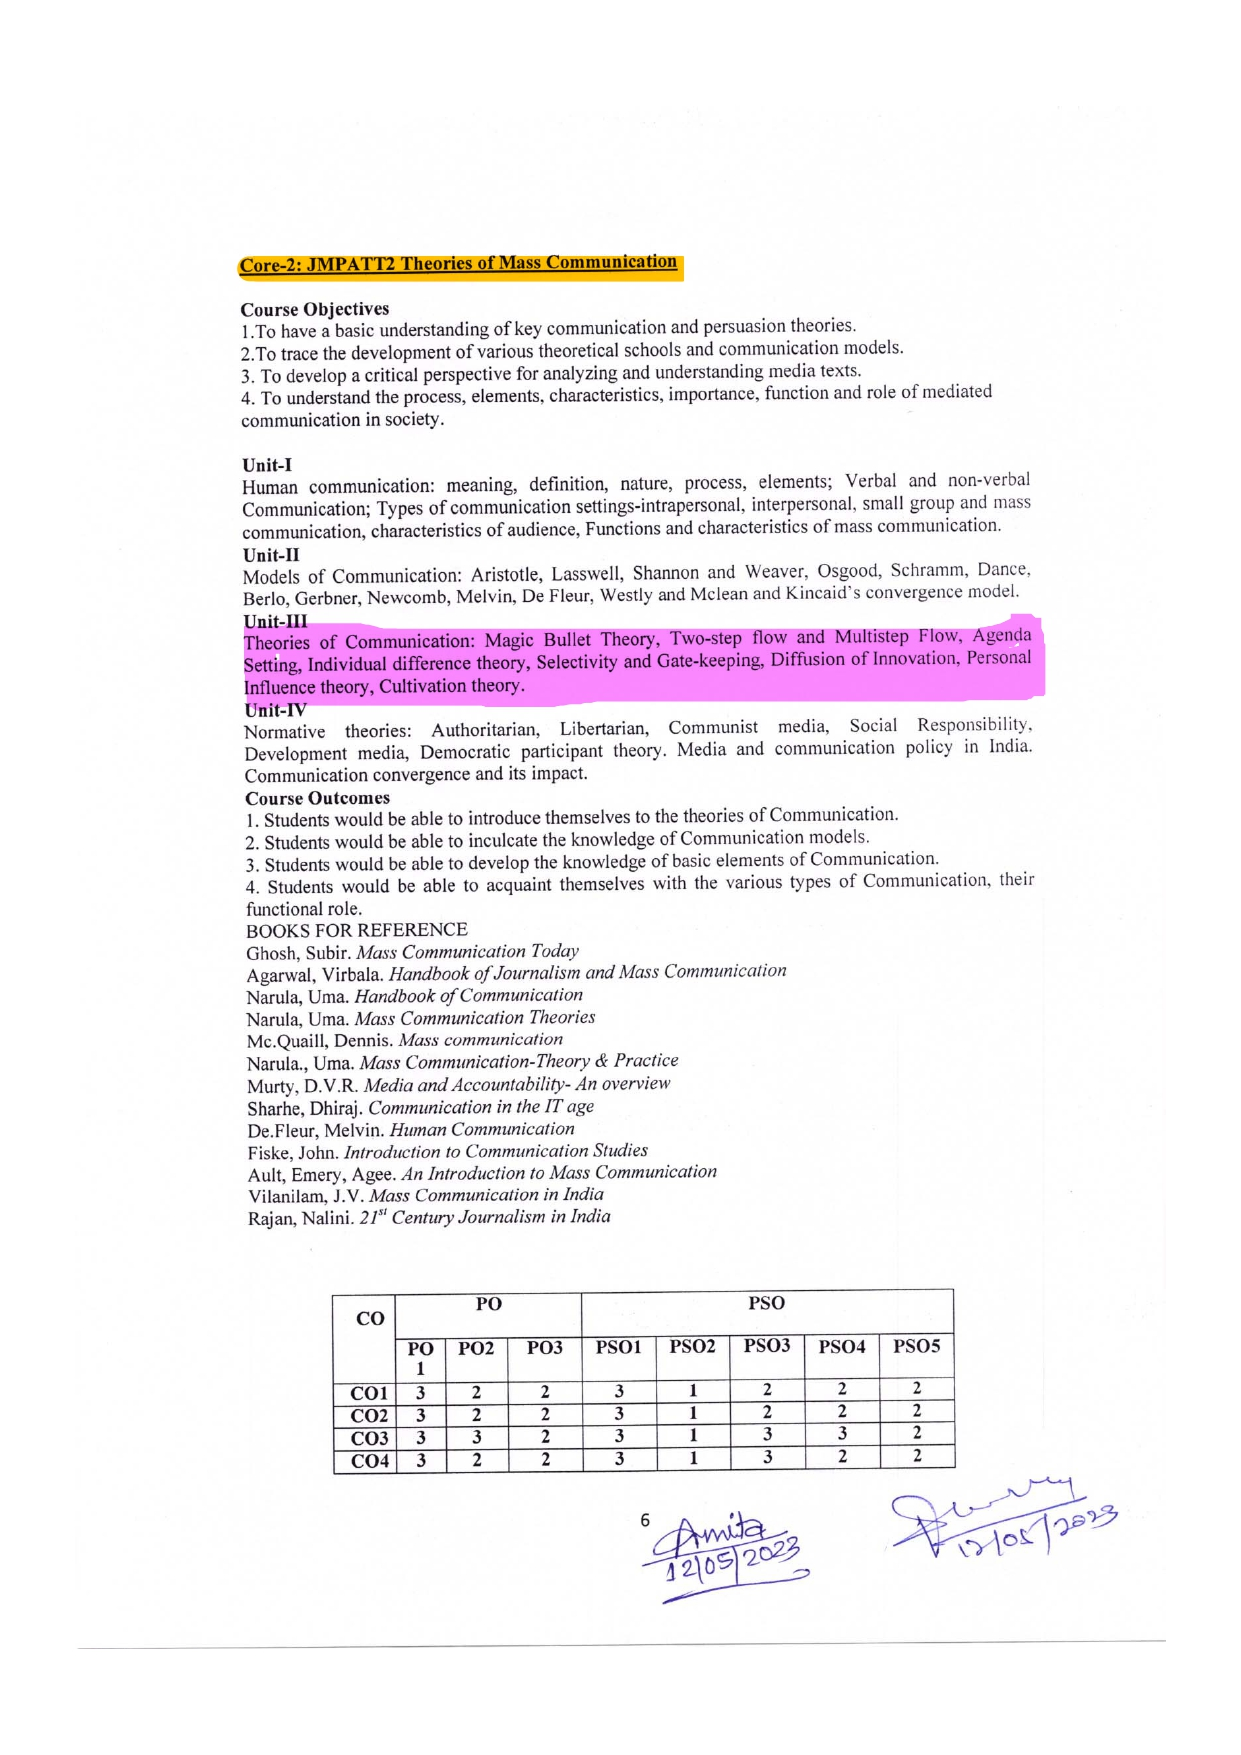 Core-2: JMPATT2 Theories of Mass Communication
Course Objectives
1.To have a basic understanding of key communication and persuasion theories.
2.To trace the development of various theoretical schools and communication models.
3. To develop a critical perspective for analyzing and understanding media texts.
4. To understand the process, elements, characteristics, importance, function and role of mediated
communication in society.
Unit-I
Human communication: meaning, definition, nature, process, elements; Verbal and non-verbal
Communication; Types of communication settings-intrapersonal, interpersonal, small group and mass
communication, characteristics of audience, Functions and characteristics of mass communication.
Unit-II
Models of Communication: Aristotle, Lasswell, Shannon and Weaver, Osgood, Schramm, Dance,
Berlo, Gerbner, Newcomb, Melvin, De Fleur, Westly and Mclean and Kincaid's convergence model.
Unit-III
Theories of Communication: Magic Bullet Theory, Two-step flow and Multistep Flow, Agenda
Setting, Individual difference theory, Selectivity and Gate-keeping, Diffusion of Innovation, Personal
Influence theory, Cultivation theory.
Unit-IV
Normative theories: Authoritarian, Libertarian, Communist media, Social Responsibility,
Development media, Democratic participant theory. Media and communication policy in India.
Communication convergence and its impact.
Course Outcomes
1. Students would be able to introduce themselves to the theories of Communication.
2. Students would be able to inculcate the knowledge of Communication models.
3. Students would be able to develop the knowledge of basic elements of Communication.
4. Students would be able to acquaint themselves with the various types of Communication, their
functional role.
BOOKS FOR REFERENCE
Ghosh, Subir. Mass Communication Today
Agarwal, Virbala. Handbook of Journalism and Mass Communication
Narula, Uma. Handbook of Communication
Narula, Uma. Mass Communication Theories
Mc.Quaill, Dennis. Mass communication
Narula., Uma. Mass Communication-Theory & Practice
Murty, D.V.R. Media and Accountability- An overview
Sharhe, Dhiraj. Communication in the IT age
De.Fleur, Melvin. Human Communication
Fiske, John. Introduction to Communication Studies
Ault, Emery, Agee. An Introduction to Mass Communication
Vilanilam, J.V. Mass Communication in India
Rajan, Nalini. 21st Century Journalism in India
CO PO PSO
PO 1 PO2 PO3 PSO1 PSO2 PSO3 PSO4 PSO5
CO1 3 2 2 3 1 2 2 2
CO2 3 2 2 3 1 2 2 2
CO3 3 3 2 3 1 3 3 2
CO4 3 2 2 3 1 3 2 2
6
Amita
12/05/2023
12/05/2023